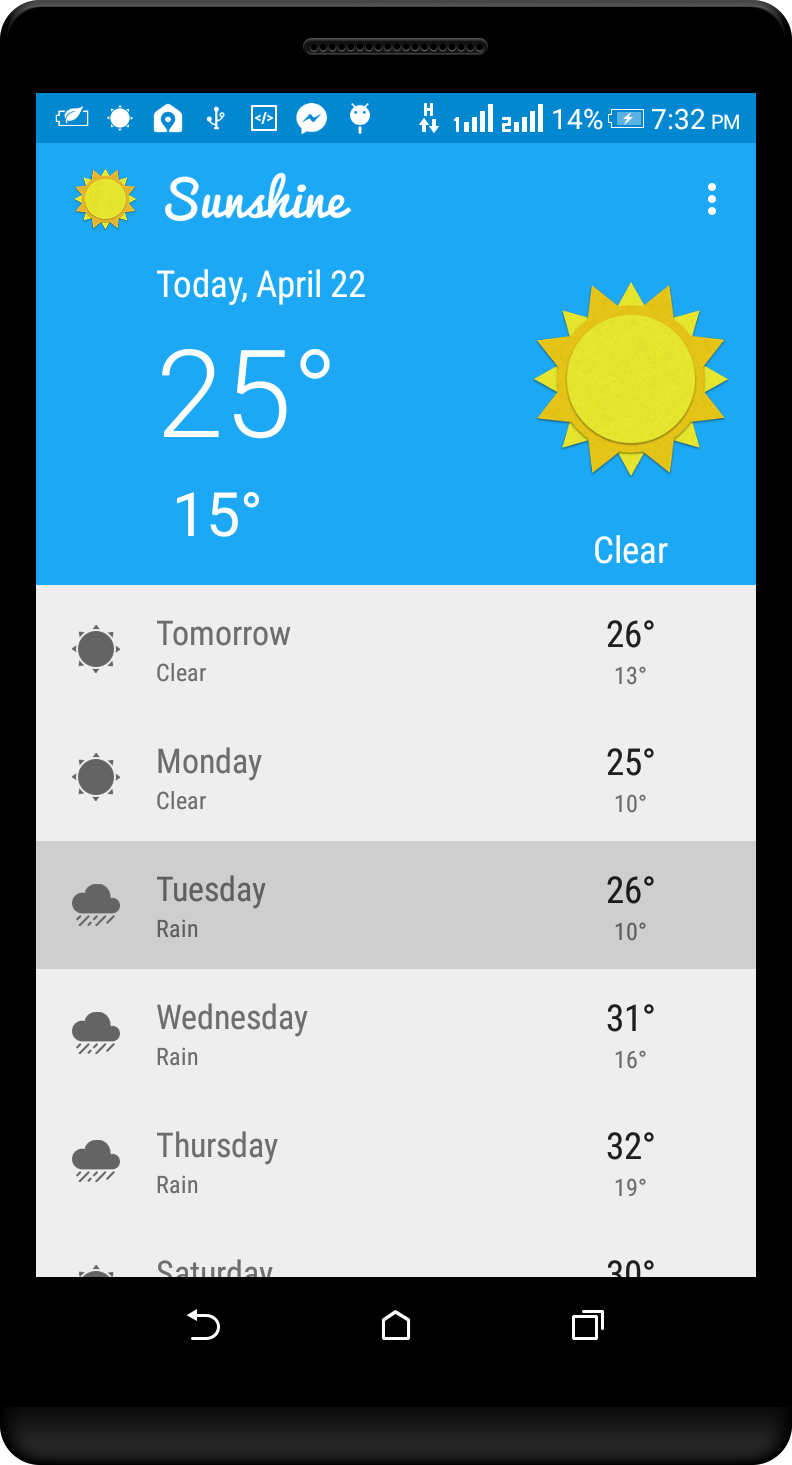 H 1 2 14% 7:32 PM
Sunshine
Today, April 22
25°
15°
Clear
Tomorrow 26°
Clear 13°
Monday 25°
Clear 10°
Tuesday 26°
Rain 10°
Wednesday 31°
Rain 16°
Thursday 32°
Rain 19°
Saturday 30°